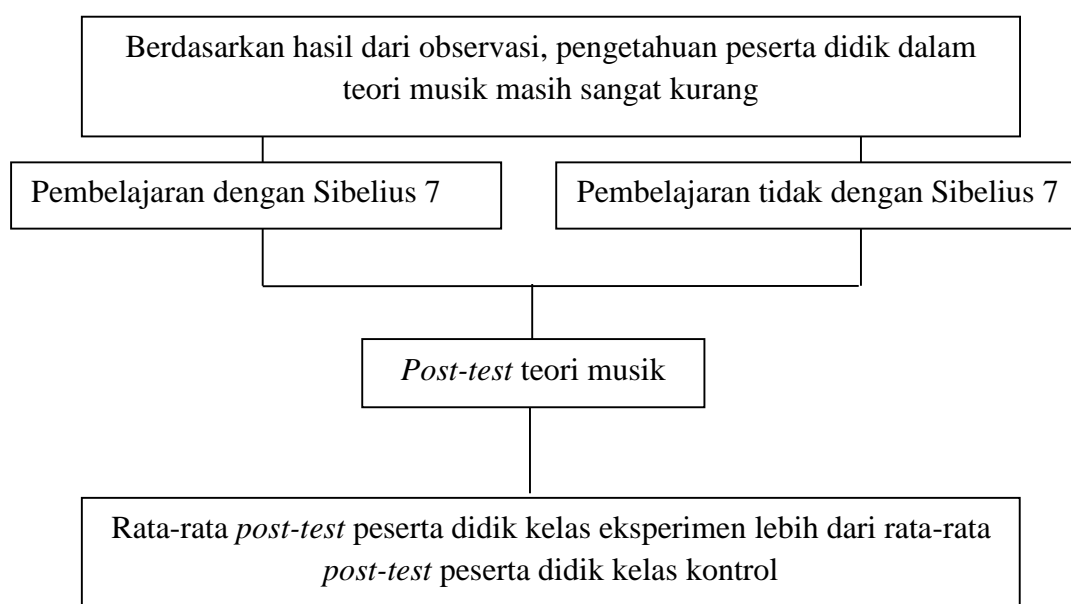 Berdasarkan hasil dari observasi, pengetahuan peserta didik dalam
teori musik masih sangat kurang
Pembelajaran dengan Sibelius 7
Pembelajaran tidak dengan Sibelius 7
Post-test teori musik
Rata-rata post-test peserta didik kelas eksperimen lebih dari rata-rata
post-test peserta didik kelas kontrol